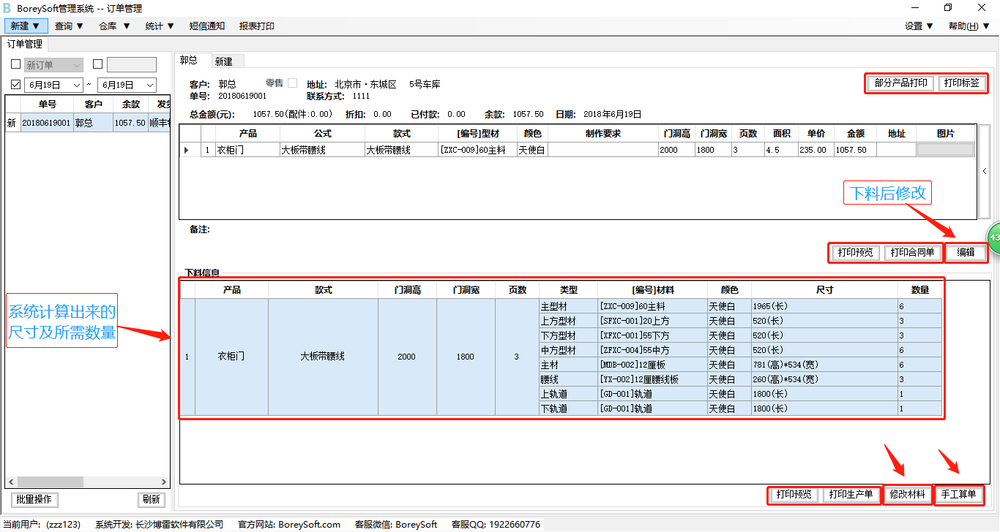 BoreySoft管理系统 -- 订单管理
新建 ▼ 查询 ▼ 仓库 ▼ 统计 ▼ 短信通知 报表打印 设置 ▼ 帮助(H) ▼
订单管理
新订单
6月19日 ~ 6月19日
单号 客户 余款
新 20180619001 郭总 1057.50
批量操作 刷新
郭总 新建
客户: 郭总 零售 地址: 北京市·东城区 5号车库
单号: 20180619001 联系方式: 1111
部分产品打印 打印标签
总金额(元): 1057.50(配件:0.00) 折扣: 0.00 已付款: 0.00 余款: 1057.50 日期: 2018年6月19日
产品 公式 款式 [编号]型材 颜色 制作要求 门洞高 门洞宽 页数 面积 单价 金额 地址 图片
1 衣柜门 大板带腰线 大板带腰线 [ZXC-009]60主料 天使白 2000 1800 3 4.5 235.00 1057.50
<
下料后修改
备注:
打印预览 打印合同单 编辑
43
下料信息
产品 款式 门洞高 门洞宽 页数 类型 [编号]材料 颜色 尺寸 数量
1 衣柜门 大板带腰线 2000 1800 3
主型材 [ZXC-009]60主料 天使白 1965(长) 6
上方型材 [SFXC-001]20上方 天使白 520(长) 3
下方型材 [XFXC-001]55下方 天使白 520(长) 3
中方型材 [ZFXC-004]55中方 天使白 520(长) 6
主材 [MDB-002]12厘板 天使白 781(高)*534(宽) 6
腰线 [YX-002]12厘腰线板 天使白 260(高)*534(宽) 3
上轨道 [GD-001]轨道 天使白 1800(长) 1
下轨道 [GD-001]轨道 天使白 1800(长) 1
系统计算出来的
尺寸及所需数量
打印预览 打印生产单 修改材料 手工算单
当前用户: (zzz123) 系统开发: 长沙博雷软件有限公司 官方网站: BoreySoft.com 客服微信: BoreySoft 客服QQ: 1922660776